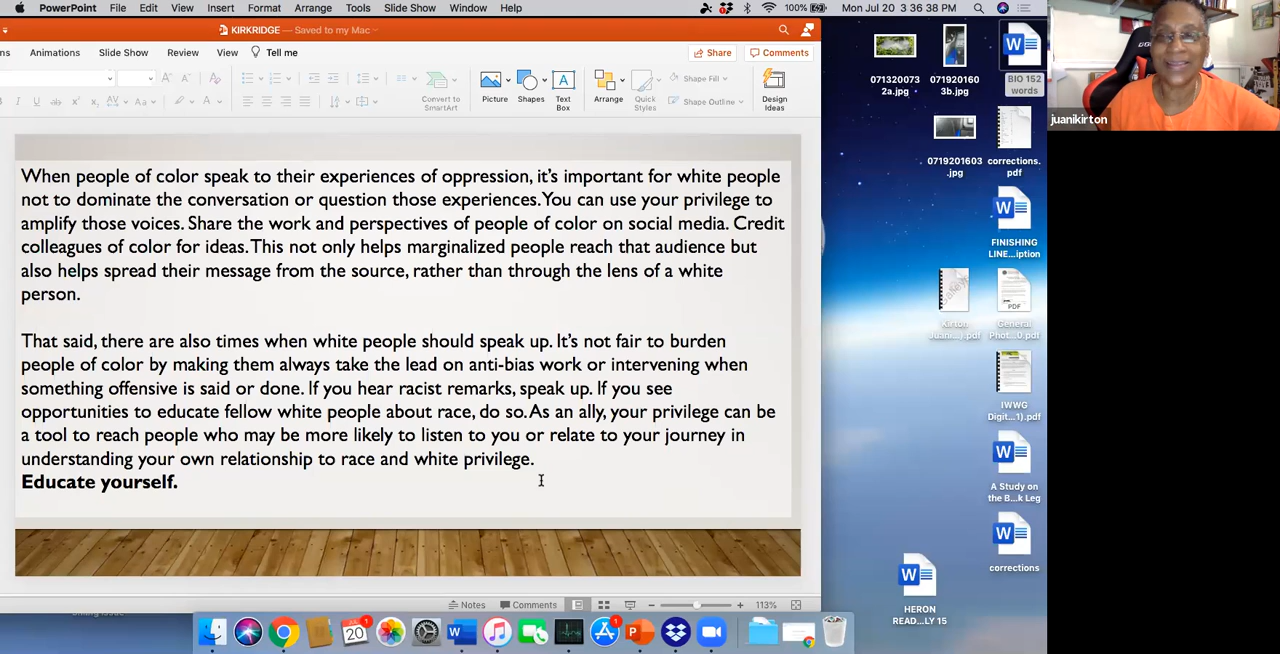 PowerPoint File Edit View Insert Format Arrange Tools Slide Show Window Help 100% Mon Jul 20 3 36 38 PM
KIRKRIDGE — Saved to my Mac
Animations Slide Show Review View Tell me Share Comments
Convert to SmartArt
Picture Shapes Text Box Arrange Quick Styles Shape Fill Shape Outline Design Ideas
When people of color speak to their experiences of oppression, it's important for white people
not to dominate the conversation or question those experiences. You can use your privilege to
amplify those voices. Share the work and perspectives of people of color on social media. Credit
colleagues of color for ideas. This not only helps marginalized people reach that audience but
also helps spread their message from the source, rather than through the lens of a white
person.
That said, there are also times when white people should speak up. It's not fair to burden
people of color by making them always take the lead on anti-bias work or intervening when
something offensive is said or done. If you hear racist remarks, speak up. If you see
opportunities to educate fellow white people about race, do so. As an ally, your privilege can be
a tool to reach people who may be more likely to listen to you or relate to your journey in
understanding your own relationship to race and white privilege.
Educate yourself.
Notes Comments 113%
071320073
2a.jpg
071920160
3b.jpg
BIO 152
words
0719201603
.jpg
corrections.
pdf
FINISHING
LINE...iption
Kirton
General
PDF
IWWG
Digit...1).pdf
A Study on
the B...k Leg
corrections
HERON
READ...LY 15
juanikirton
20